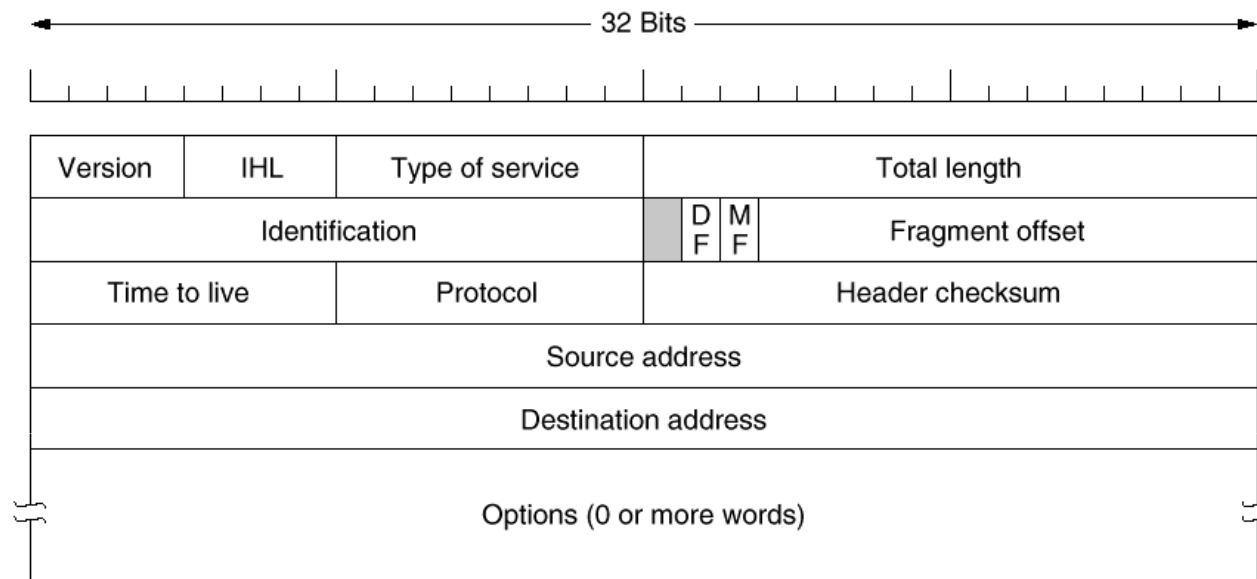 32 Bits
Version IHL Type of service Total length
Identification D F M F Fragment offset
Time to live Protocol Header checksum
Source address
Destination address
Options (0 or more words)